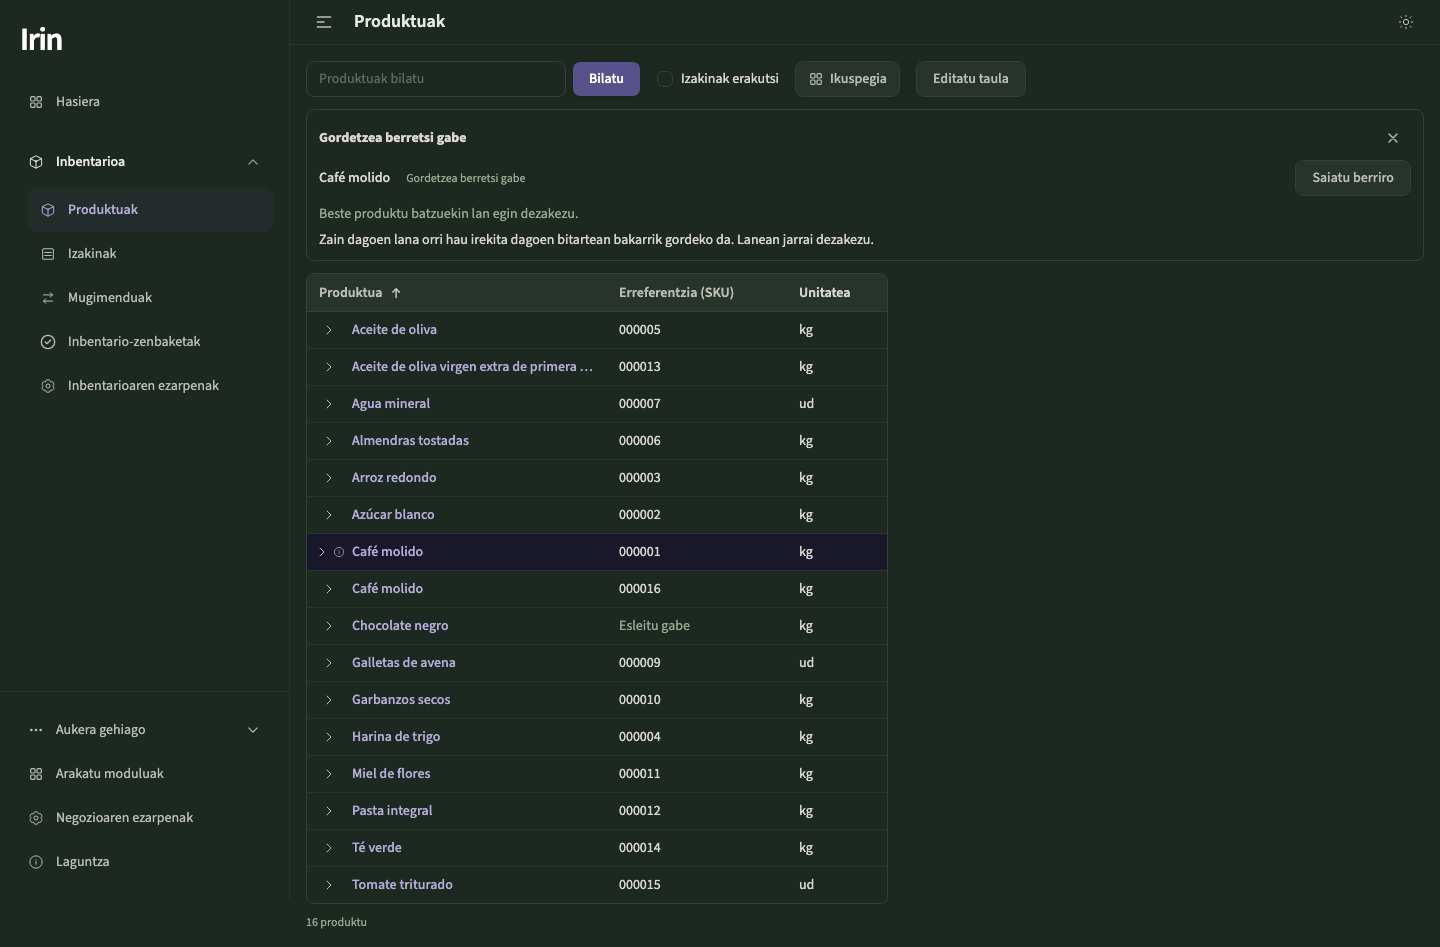 Irin
Produktuak
Hasiera
Inbentarioa
Produktuak
Izakinak
Mugimenduak
Inbentario-zenbaketak
Inbentarioaren ezarpenak
Aukera gehiago
Arakatu moduluak
Negozioaren ezarpenak
Laguntza
Produktuak bilatu
Bilatu
Izakinak erakutsi
Ikuspegia
Editatu taula
Gordetzea berretsi gabe
Café molido Gordetzea berretsi gabe
Saiatu berriro
Beste produktu batzuekin lan egin dezakezu.
Zain dagoen lana orri hau irekita dagoen bitartean bakarrik gordeko da. Lanean jarrai dezakezu.
Produktua Erreferentzia (SKU) Unitatea
Aceite de oliva 000005 kg
Aceite de oliva virgen extra de primera ... 000013 kg
Agua mineral 000007 ud
Almendras tostadas 000006 kg
Arroz redondo 000003 kg
Azúcar blanco 000002 kg
Café molido 000001 kg
Café molido 000016 kg
Chocolate negro Esleitu gabe kg
Galletas de avena 000009 ud
Garbanzos secos 000010 kg
Harina de trigo 000004 kg
Miel de flores 000011 kg
Pasta integral 000012 kg
Té verde 000014 kg
Tomate triturado 000015 ud
16 produktu